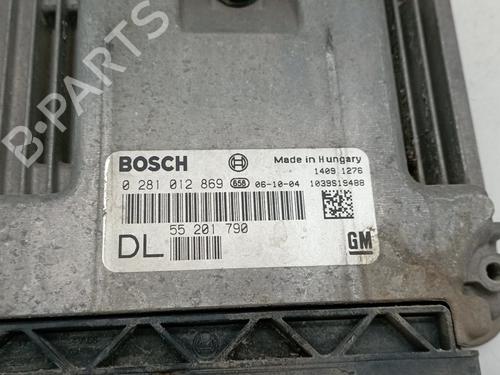 B-PARTS
BOSCH
Made in Hungary
1409 1276
0 281 012 869 656 06-10-04 1039S19488
55 201 790
DL
GM